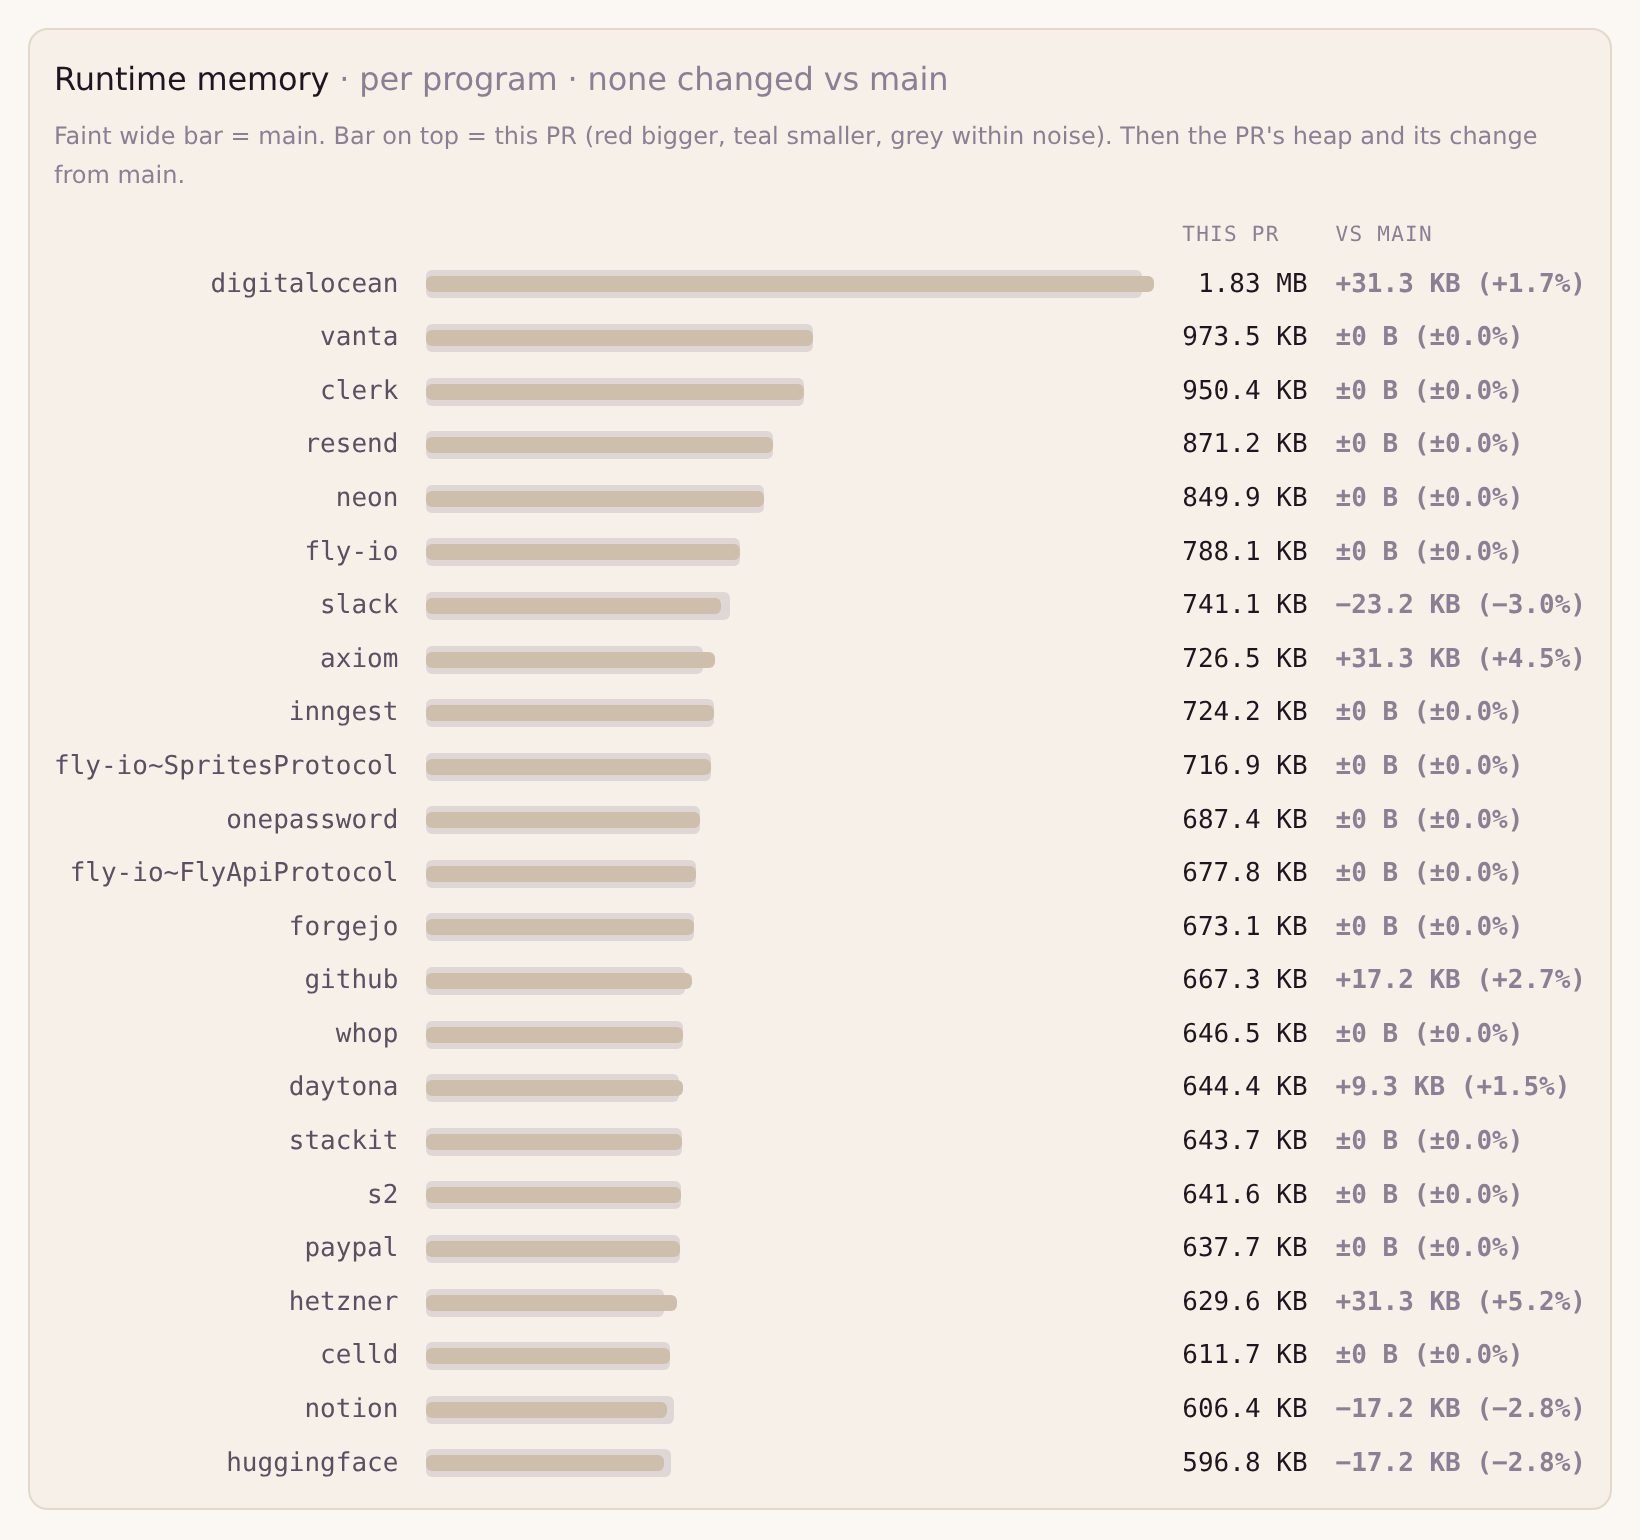 Runtime memory · per program · none changed vs main
Faint wide bar = main. Bar on top = this PR (red bigger, teal smaller, grey within noise). Then the PR's heap and its change
from main.
THIS PR VS MAIN
digitalocean 1.83 MB +31.3 KB (+1.7%)
vanta 973.5 KB ±0 B (±0.0%)
clerk 950.4 KB ±0 B (±0.0%)
resend 871.2 KB ±0 B (±0.0%)
neon 849.9 KB ±0 B (±0.0%)
fly-io 788.1 KB ±0 B (±0.0%)
slack 741.1 KB −23.2 KB (−3.0%)
axiom 726.5 KB +31.3 KB (+4.5%)
inngest 724.2 KB ±0 B (±0.0%)
fly-io~SpritesProtocol 716.9 KB ±0 B (±0.0%)
onepassword 687.4 KB ±0 B (±0.0%)
fly-io~FlyApiProtocol 677.8 KB ±0 B (±0.0%)
forgejo 673.1 KB ±0 B (±0.0%)
github 667.3 KB +17.2 KB (+2.7%)
whop 646.5 KB ±0 B (±0.0%)
daytona 644.4 KB +9.3 KB (+1.5%)
stackit 643.7 KB ±0 B (±0.0%)
s2 641.6 KB ±0 B (±0.0%)
paypal 637.7 KB ±0 B (±0.0%)
hetzner 629.6 KB +31.3 KB (+5.2%)
celld 611.7 KB ±0 B (±0.0%)
notion 606.4 KB −17.2 KB (−2.8%)
huggingface 596.8 KB −17.2 KB (−2.8%)